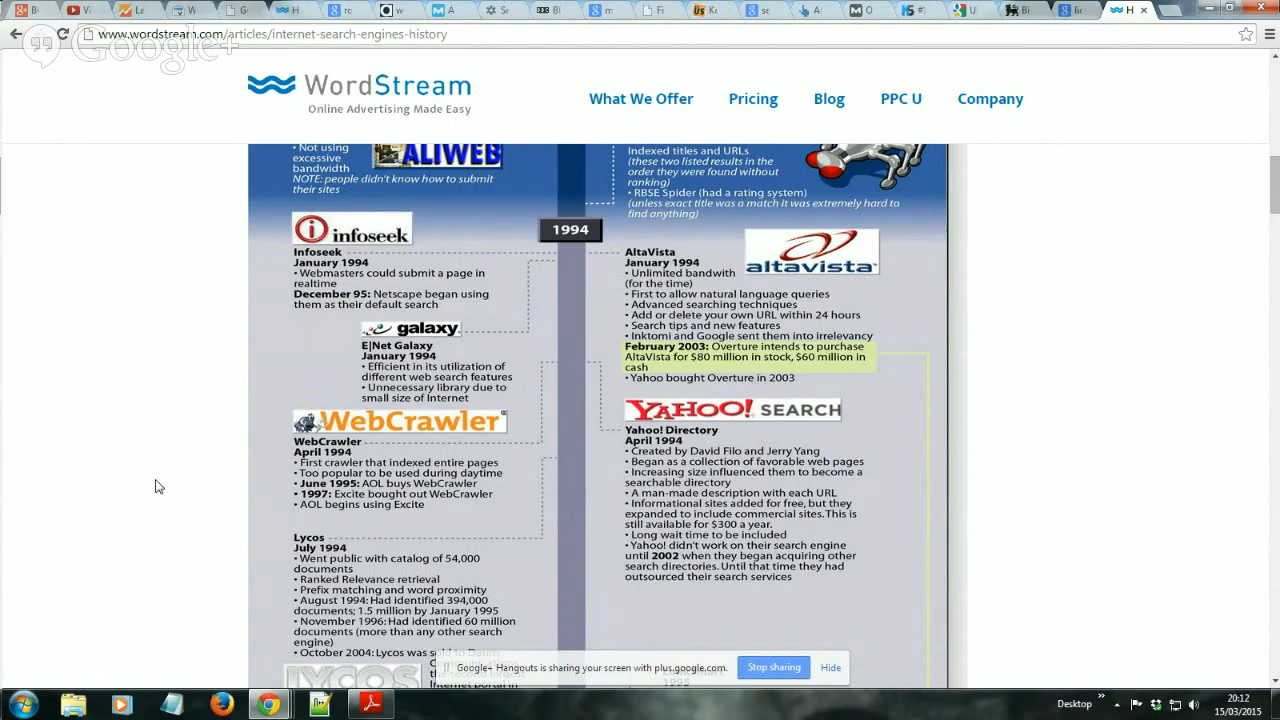 www.wordstream.com/articles/internet-search-engines-history
Google+
WordStream
Online Advertising Made Easy
What We Offer
Pricing
Blog
PPC U
Company
• Not using
excessive
bandwidth
NOTE: people didn't know how to submit
their sites
ALIWEB
Indexed titles and URLs
(these two listed results in the
order they were found without
ranking)
• RBSE Spider (had a rating system)
(unless exact title was a match it was extremely hard to
find anything)
1994
infoseek
Infoseek
January 1994
• Webmasters could submit a page in
realtime
December 95: Netscape began using
them as their default search
galaxy
E|Net Galaxy
January 1994
• Efficient in its utilization of
different web search features
• Unnecessary library due to
small size of Internet
WebCrawler
WebCrawler
April 1994
• First crawler that indexed entire pages
• Too popular to be used during daytime
• June 1995: AOL buys WebCrawler
• 1997: Excite bought out WebCrawler
• AOL begins using Excite
Lycos
July 1994
• Went public with catalog of 54,000
documents
• Ranked Relevance retrieval
• Prefix matching and word proximity
• August 1994: Had identified 394,000
documents; 1.5 million by January 1995
• November 1996: Had identified 60 million
documents (more than any other search
engine)
• October 2004: Lycos was sold to Daum
the second largest
Internet portal in
LYCOS
altavista™
AltaVista
January 1994
• Unlimited bandwith
(for the time)
• First to allow natural language queries
• Advanced searching techniques
• Add or delete your own URL within 24 hours
• Search tips and new features
• Inktomi and Google sent them into irrelevancy
February 2003: Overture intends to purchase
AltaVista for $80 million in stock, $60 million in
cash
• Yahoo bought Overture in 2003
YAHOO! SEARCH
Yahoo! Directory
April 1994
• Created by David Filo and Jerry Yang
• Began as a collection of favorable web pages
• Increasing size influenced them to become a
searchable directory
• A man-made description with each URL
• Informational sites added for free, but they
expanded to include commercial sites. This is
still available for $300 a year.
• Long wait time to be included
• Yahoo! didn't work on their search engine
until 2002 when they began acquiring other
search directories. Until that time they had
outsourced their search services
1995
Google+ Hangouts is sharing your screen with plus.google.com.
Stop sharing
Hide
Desktop
20:12
15/03/2015